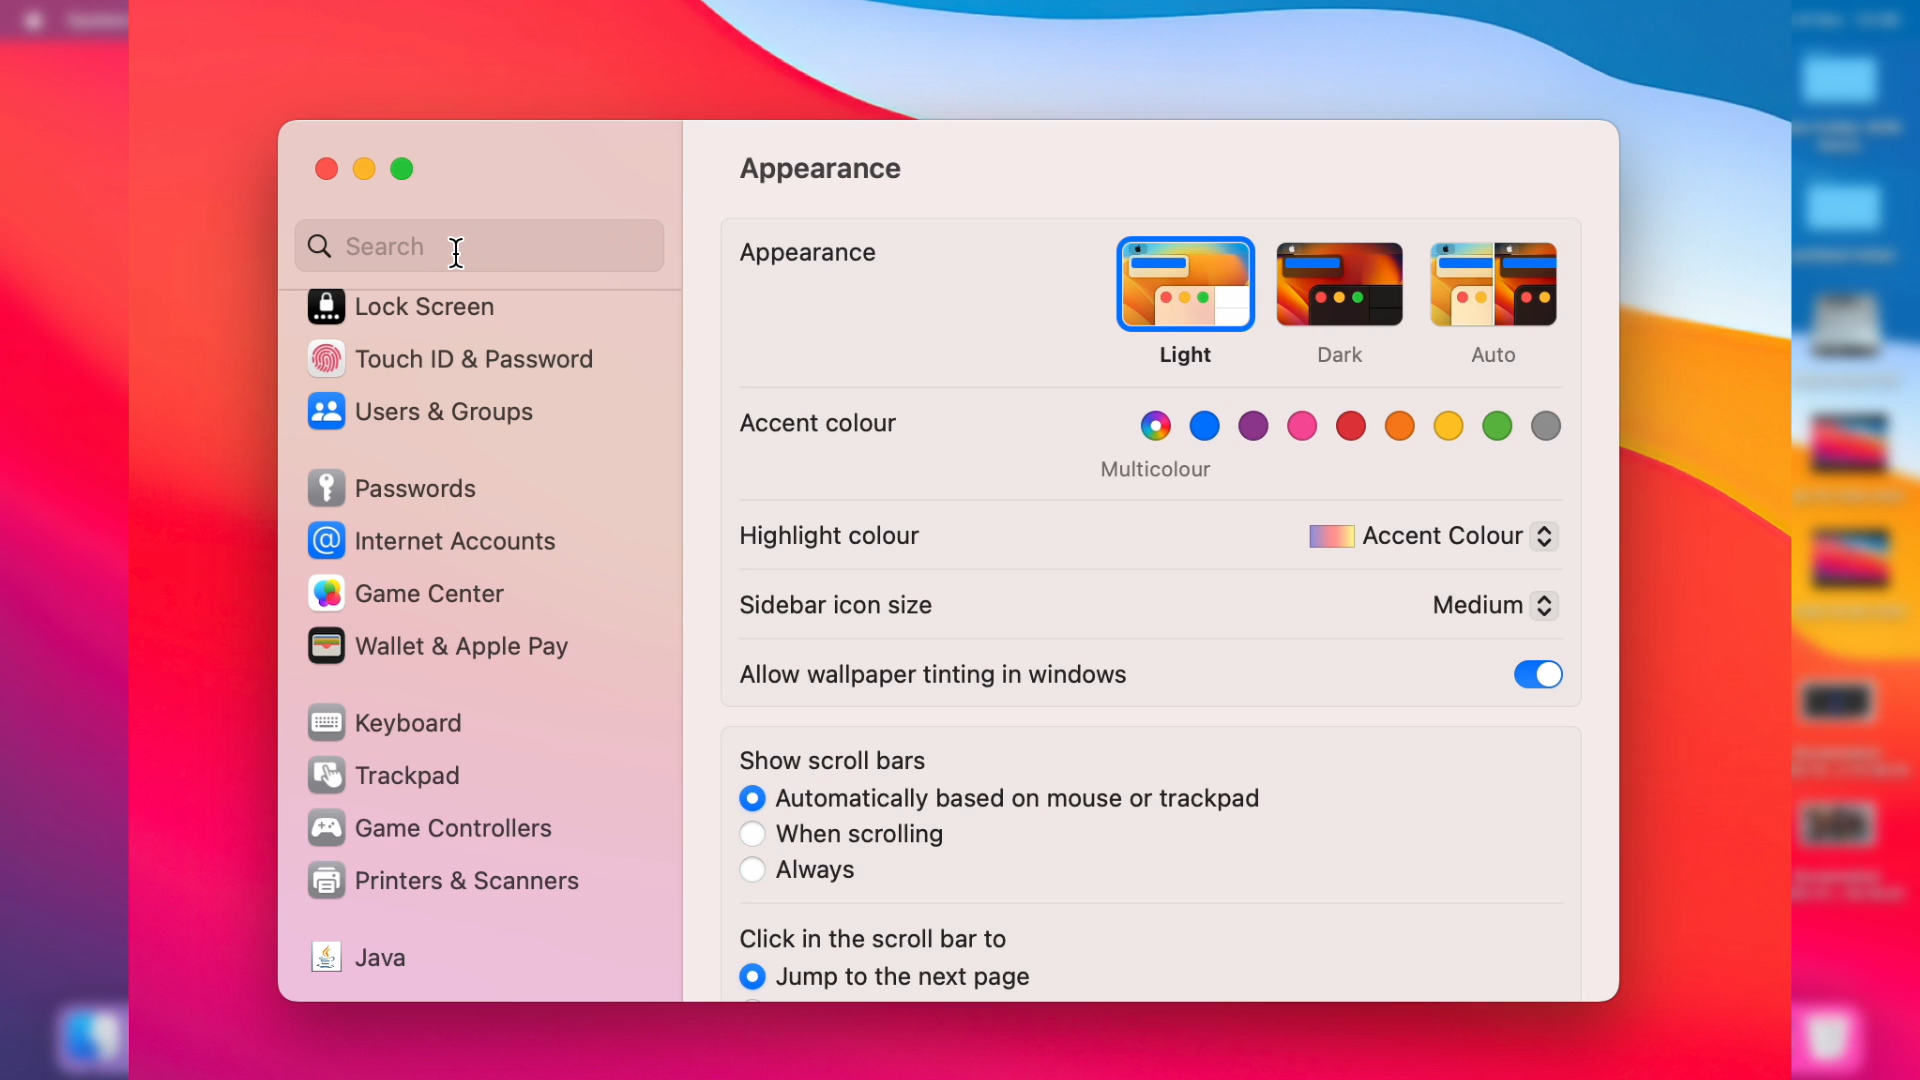 Search
Lock Screen
Touch ID & Password
Users & Groups
Passwords
Internet Accounts
Game Center
Wallet & Apple Pay
Keyboard
Trackpad
Game Controllers
Printers & Scanners
Java
Appearance
Appearance
Light
Dark
Auto
Accent colour
Multicolour
Highlight colour
Accent Colour
Sidebar icon size
Medium
Allow wallpaper tinting in windows
Show scroll bars
Automatically based on mouse or trackpad
When scrolling
Always
Click in the scroll bar to
Jump to the next page